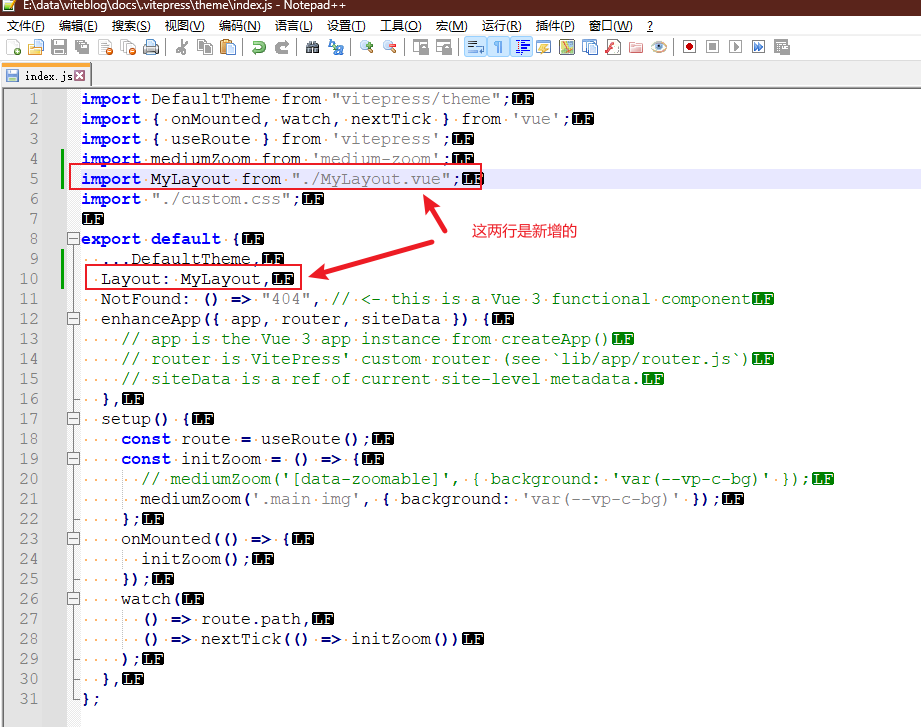 E:\data\viteblog\docs\.vitepress\theme\index.js - Notepad++
文件(F) 编辑(E) 搜索(S) 视图(V) 编码(N) 语言(L) 设置(T) 工具(O) 宏(M) 运行(R) 插件(P) 窗口(W) ?
index.js
1 import DefaultTheme from "vitepress/theme";LF
2 import { onMounted, watch, nextTick } from 'vue';LF
3 import { useRoute } from 'vitepress';LF
4 import mediumZoom from 'medium-zoom';LF
5 import MyLayout from "./MyLayout.vue";LF
6 import "./custom.css";LF
7 LF
这两行是新增的
8 export default {LF
9 ...DefaultTheme,LF
10 Layout: MyLayout,LF
11 NotFound: () => "404", // <- this is a Vue 3 functional componentLF
12 enhanceApp({ app, router, siteData }) {LF
13 // app is the Vue 3 app instance from createApp()LF
14 // router is VitePress' custom router (see `lib/app/router.js`)LF
15 // siteData is a ref of current site-level metadata.LF
16 },LF
17 setup() {LF
18 const route = useRoute();LF
19 const initZoom = () => {LF
20 // mediumZoom('[data-zoomable]', { background: 'var(--vp-c-bg)' });LF
21 mediumZoom('.main img', { background: 'var(--vp-c-bg)' });LF
22 };LF
23 onMounted(() => {LF
24 initZoom();LF
25 });LF
26 watch(LF
27 () => route.path,LF
28 () => nextTick(() => initZoom())LF
29 );LF
30 },LF
31 };